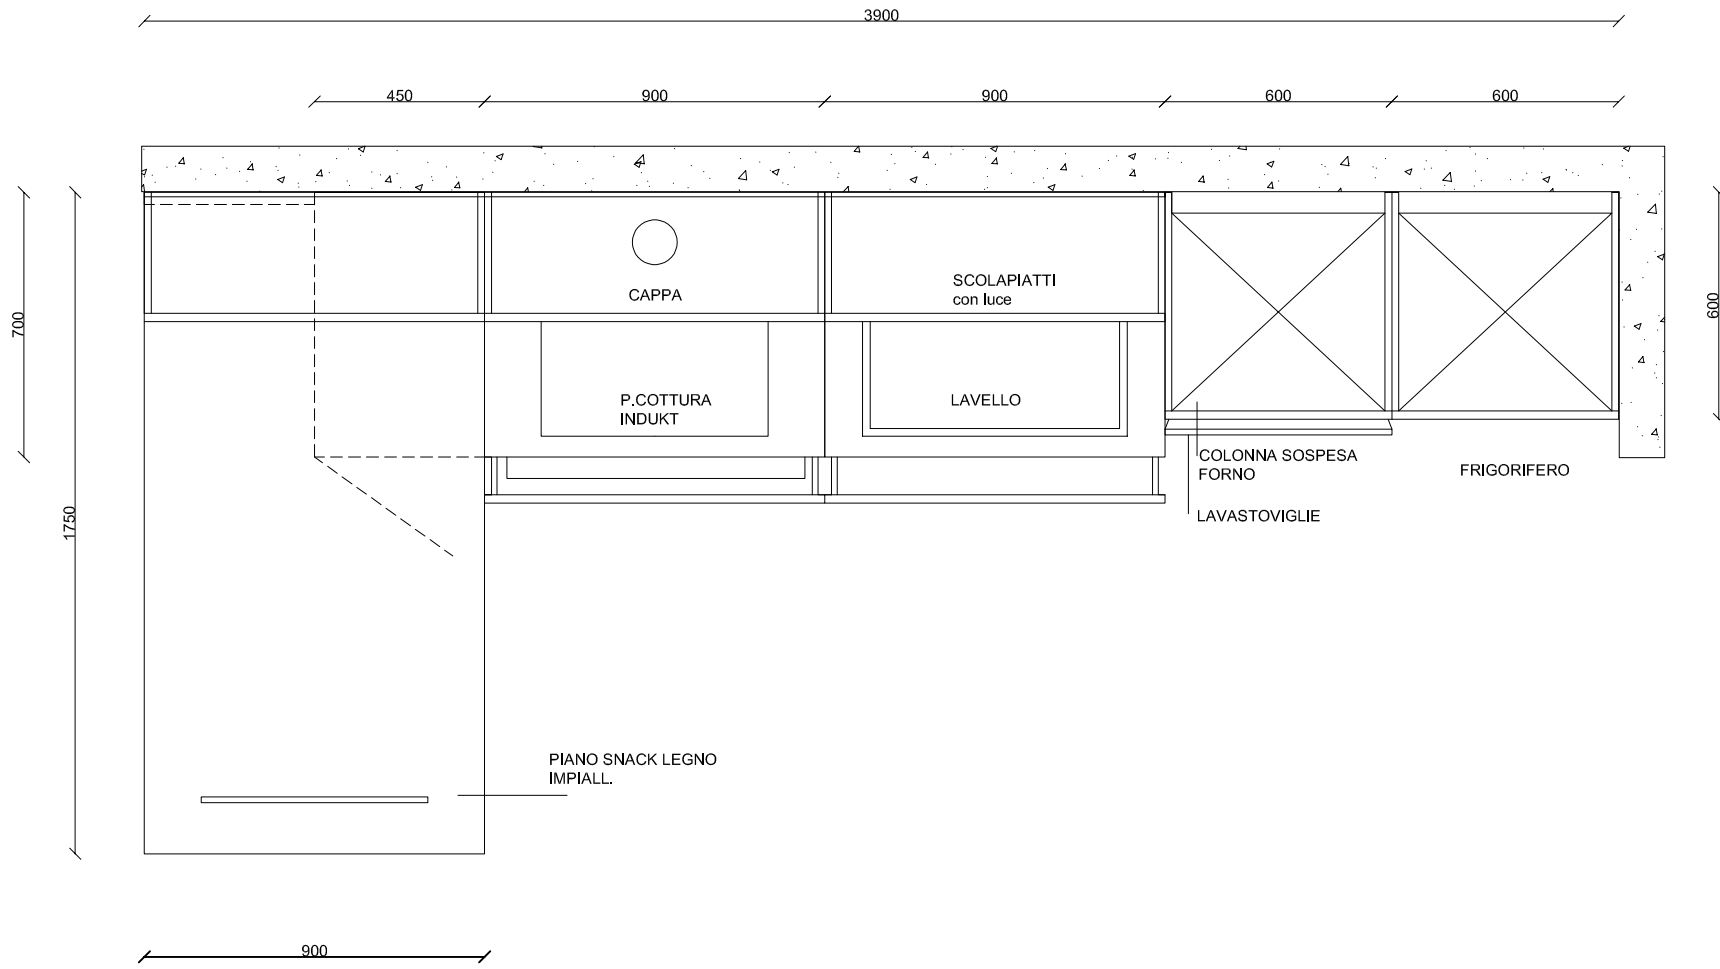 3900
450
900
900
600
600
700
1750
600
CAPPA
SCOLAPIATTI
con luce
P.COTTURA
INDUKT
LAVELLO
COLONNA SOSPESA
FORNO
FRIGORIFERO
LAVASTOVIGLIE
PIANO SNACK LEGNO
IMPIALL.
900